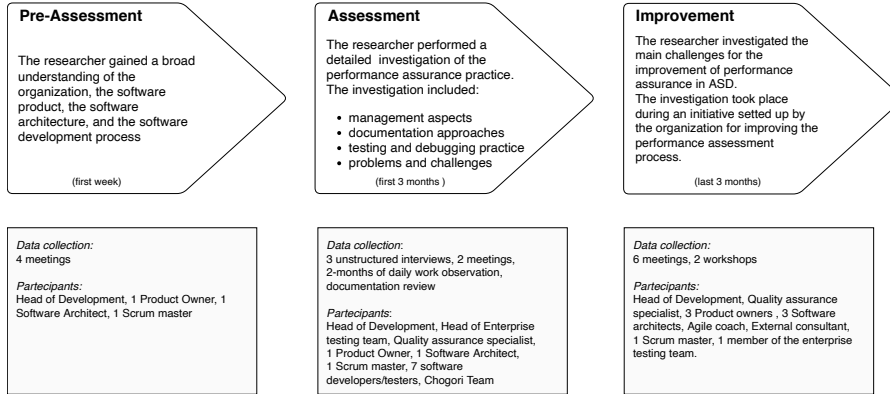 Pre-Assessment
The researcher gained a broad
understanding of the
organization, the software
product, the software
architecture, and the software
development process
(first week)
Assessment
The researcher performed a
detailed investigation of the
performance assurance practice.
The investigation included:
• management aspects
• documentation approaches
• testing and debugging practice
• problems and challenges
(first 3 months )
Improvement
The researcher investigated the
main challenges for the
improvement of performance
assurance in ASD.
The investigation took place
during an initiative setted up by
the organization for improving the
performance assessment
process.
(last 3 months)
Data collection:
4 meetings
Partecipants:
Head of Development, 1 Product Owner, 1
Software Architect, 1 Scrum master
Data collection:
3 unstructured interviews, 2 meetings,
2-months of daily work observation,
documentation review
Partecipants:
Head of Development, Head of Enterprise
testing team, Quality assurance specialist,
1 Product Owner, 1 Software Architect,
1 Scrum master, 7 software
developers/testers, Chogori Team
Data collection:
6 meetings, 2 workshops
Partecipants:
Head of Development, Quality assurance
specialist, 3 Product owners , 3 Software
architects, Agile coach, External consultant,
1 Scrum master, 1 member of the enterprise
testing team.